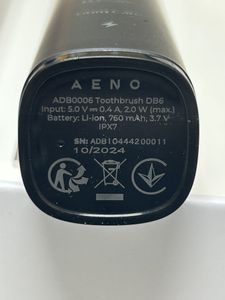 AENO
ADB0006 Toothbrush DB6
Input: 5.0 V⎓0.4 A, 2.0 W (max.)
Battery: Li-ion, 760 mAh, 3.7 V
IPX7
SN: ADB10444200011
10/2024